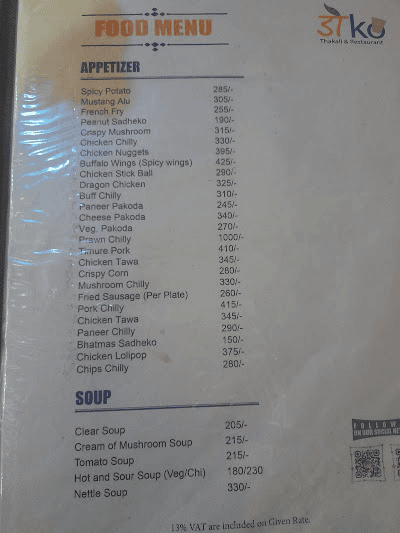 FOOD MENU
Thakali & Restaurant
APPETIZER
Spicy Potato 285/-
Mustang Alu 305/-
French Fry 255/-
Peanut Sadheko 190/-
Crispy Mushroom 315/-
Chicken Chilly 330/-
Chicken Nuggets 395/-
Buffalo Wings (Spicy wings) 425/-
Chicken Stick Ball 290/-
Dragon Chicken 325/-
Buff Chilly 310/-
Paneer Pakoda 245/-
Cheese Pakoda 340/-
Veg. Pakoda 270/-
Prawn Chilly 1000/-
Timure Pork 410/-
Chicken Tawa 345/-
Crispy Corn 280/-
Mushroom Chilly 330/-
Fried Sausage (Per Plate) 260/-
Pork Chilly 415/-
Chicken Tawa 345/-
Paneer Chilly 290/-
Bhatmas Sadheko 150/-
Chicken Lolipop 375/-
Chips Chilly 280/-
SOUP
Clear Soup 205/-
Cream of Mushroom Soup 215/-
Tomato Soup 215/-
Hot and Sour Soup (Veg/Chi) 180/230
Nettle Soup 330/-
FOLLOW
ON OUR SOCIAL
13% VAT are included on Given Rate.